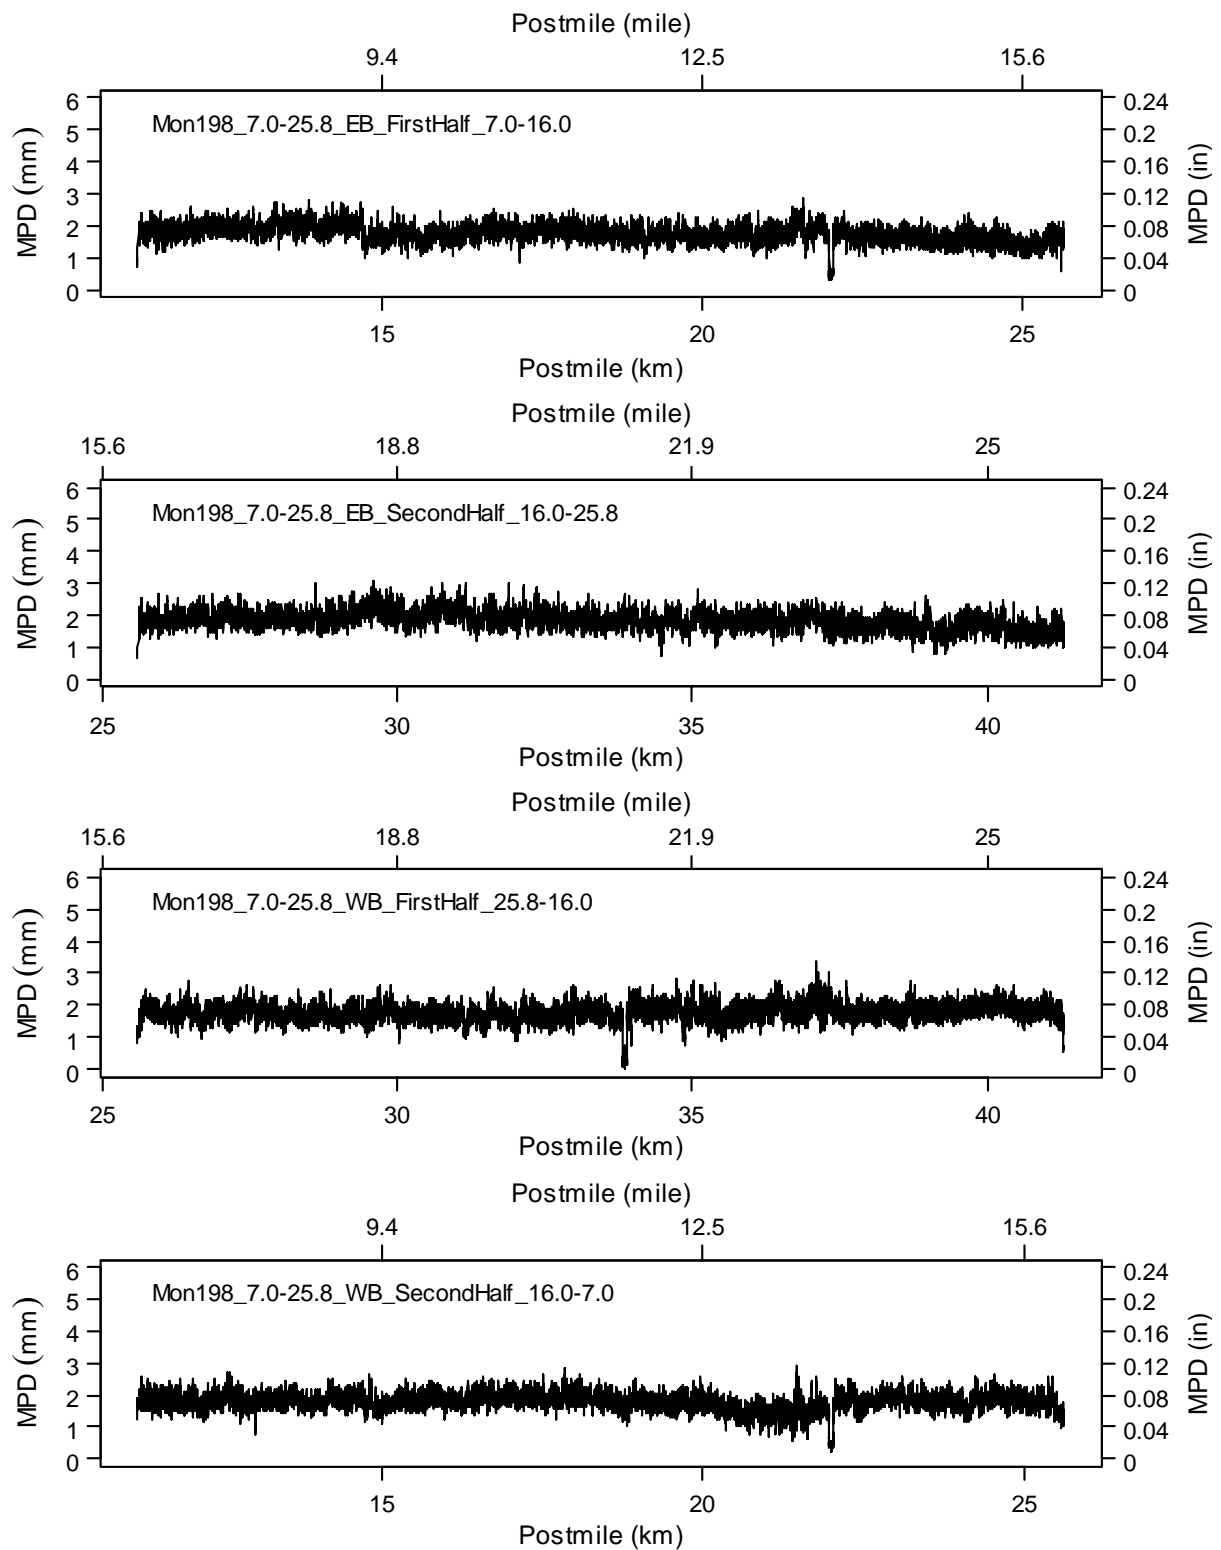 Postmile (mile)
9.4 12.5 15.6
6 5 4 3 2 1 0
MPD (mm)
Mon198_7.0-25.8_EB_FirstHalf_7.0-16.0
0.24 0.2 0.16 0.12 0.08 0.04 0
MPD (in)
15 20 25
Postmile (km)
Postmile (mile)
15.6 18.8 21.9 25
6 5 4 3 2 1 0
MPD (mm)
Mon198_7.0-25.8_EB_SecondHalf_16.0-25.8
0.24 0.2 0.16 0.12 0.08 0.04 0
MPD (in)
25 30 35 40
Postmile (km)
Postmile (mile)
15.6 18.8 21.9 25
6 5 4 3 2 1 0
MPD (mm)
Mon198_7.0-25.8_WB_FirstHalf_25.8-16.0
0.24 0.2 0.16 0.12 0.08 0.04 0
MPD (in)
25 30 35 40
Postmile (km)
Postmile (mile)
9.4 12.5 15.6
6 5 4 3 2 1 0
MPD (mm)
Mon198_7.0-25.8_WB_SecondHalf_16.0-7.0
0.24 0.2 0.16 0.12 0.08 0.04 0
MPD (in)
15 20 25
Postmile (km)